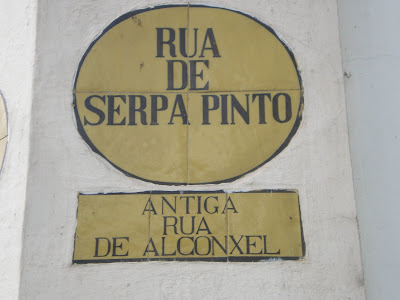 RUA
DE
SERPA PINTO
ANTIGA
RUA
DE ALCONXEL